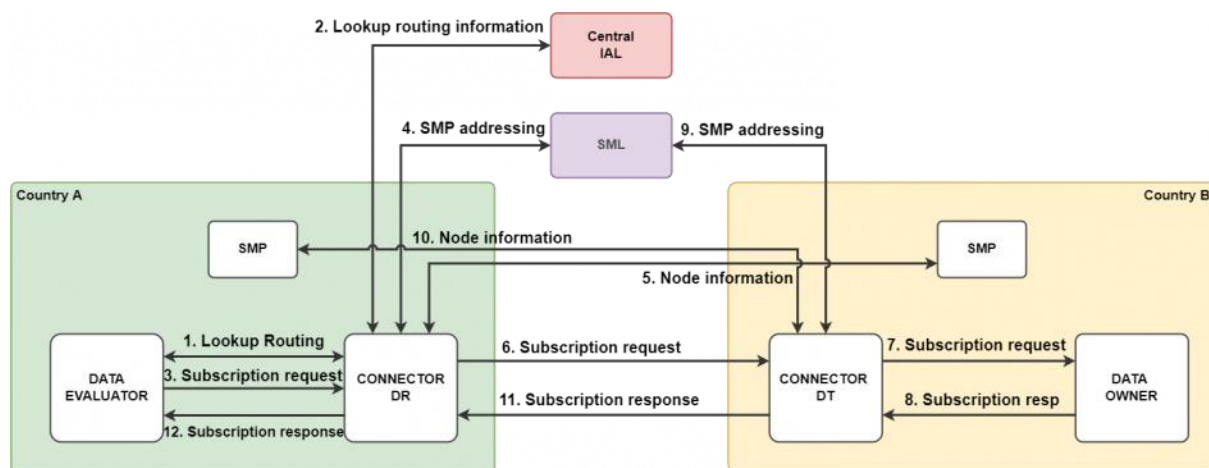 2. Lookup routing information
Central
IAL
4. SMP addressing
SML
9. SMP addressing
Country A
Country B
SMP
10. Node information
SMP
5. Node information
1. Lookup Routing
6. Subscription request
7. Subscription request
DATA
EVALUATOR
3. Subscription request
CONNECTOR
DR
CONNECTOR
DT
DATA
OWNER
11. Subscription response
8. Subscription resp
12. Subscription response